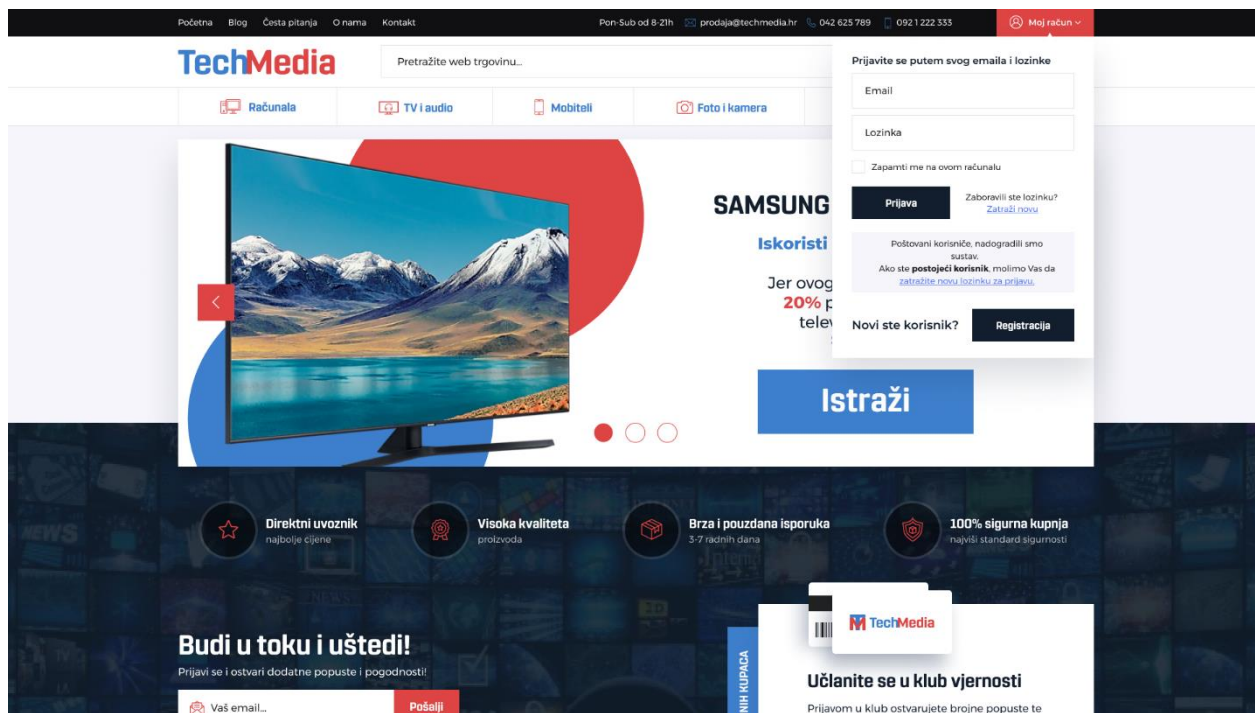 Početna Blog Česta pitanja O nama Kontakt Pon-Sub od 8-21h prodaja@techmedia.hr 042 625 789 092 1 222 333 Moj račun
TechMedia
Pretražite web trgovinu...
Računala TV i audio Mobiteli Foto i kamera
Prijavite se putem svog emaila i lozinke
Email
Lozinka
Zapamti me na ovom računalu
Prijava
Zaboravili ste lozinku?
Zatraži novu
Poštovani korisniče, nadogradili smo
sustav.
Ako ste postojeći korisnik, molimo Vas da
zatražite novu lozinku za prijavu.
Novi ste korisnik? Registracija
SAMSUNG
Iskoristi
Jer ovog
20%
Istraži
Direktni uvoznik
najbolje cijene
Visoka kvaliteta
proizvoda
Brza i pouzdana isporuka
3-7 radnih dana
100% sigurna kupnja
najviši standard sigurnosti
Budi u toku i uštedi!
Prijavi se i ostvari dodatne popuste i pogodnosti!
Vaš email...
Pošalji
KUPACA
TechMedia
Učlanite se u klub vjernosti
Prijavom u klub ostvarujete brojne popuste te